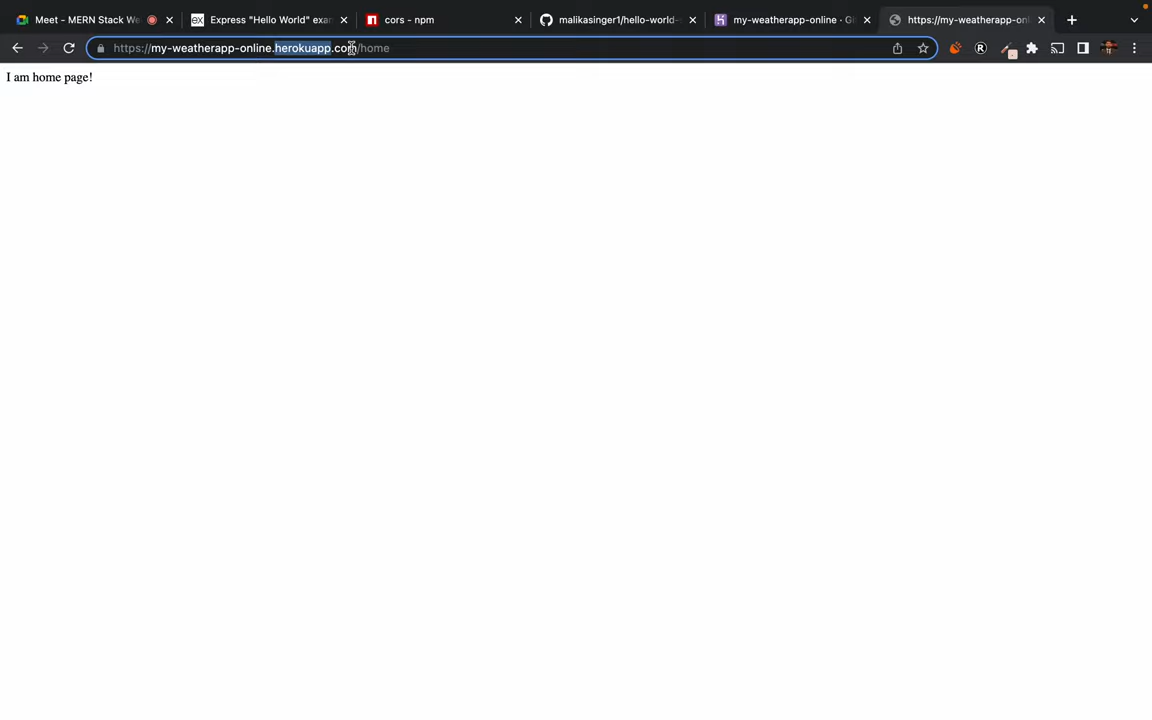 Meet - MERN Stack We
Express "Hello World" exam
cors - npm
malikasinger1/hello-world-
my-weatherapp-online · Gi
https://my-weatherapp-onl
https://my-weatherapp-online.herokuapp.com/home
I am home page!